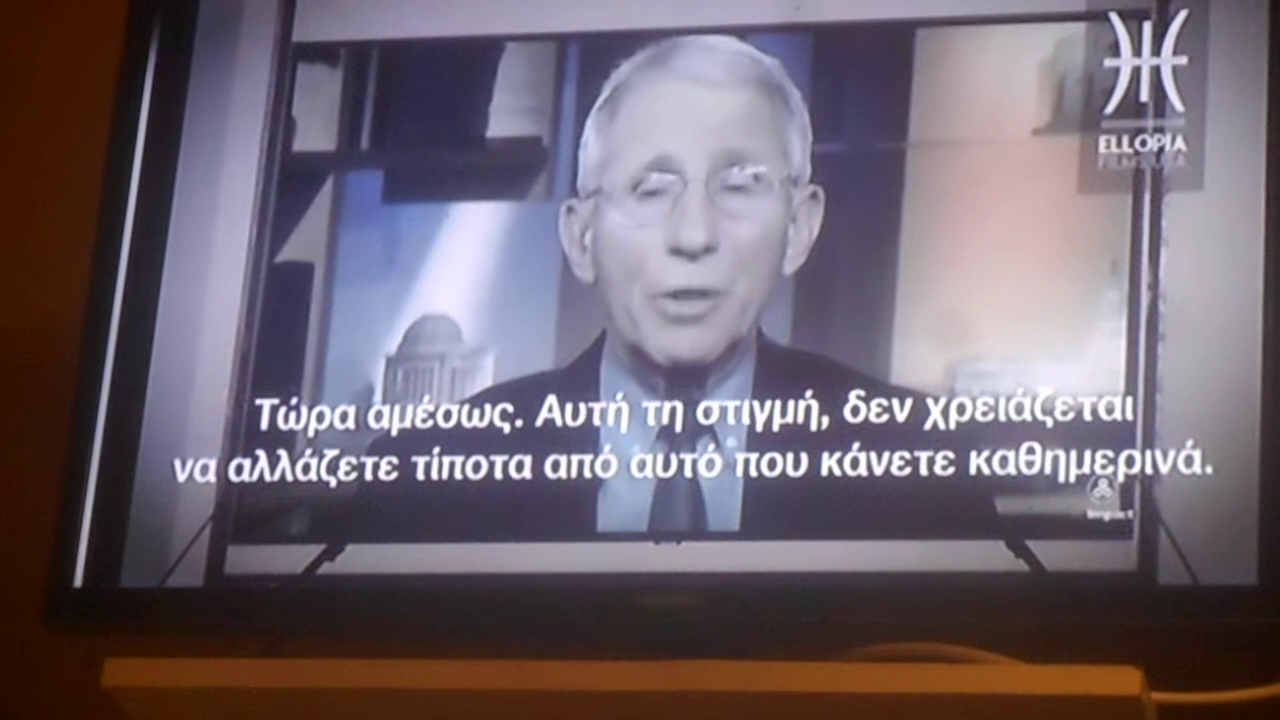 ELLOPIA
Τώρα αμέσως. Αυτή τη στιγμή, δεν χρειάζεται
να αλλάζετε τίποτα από αυτό που κάνετε καθημερινά.